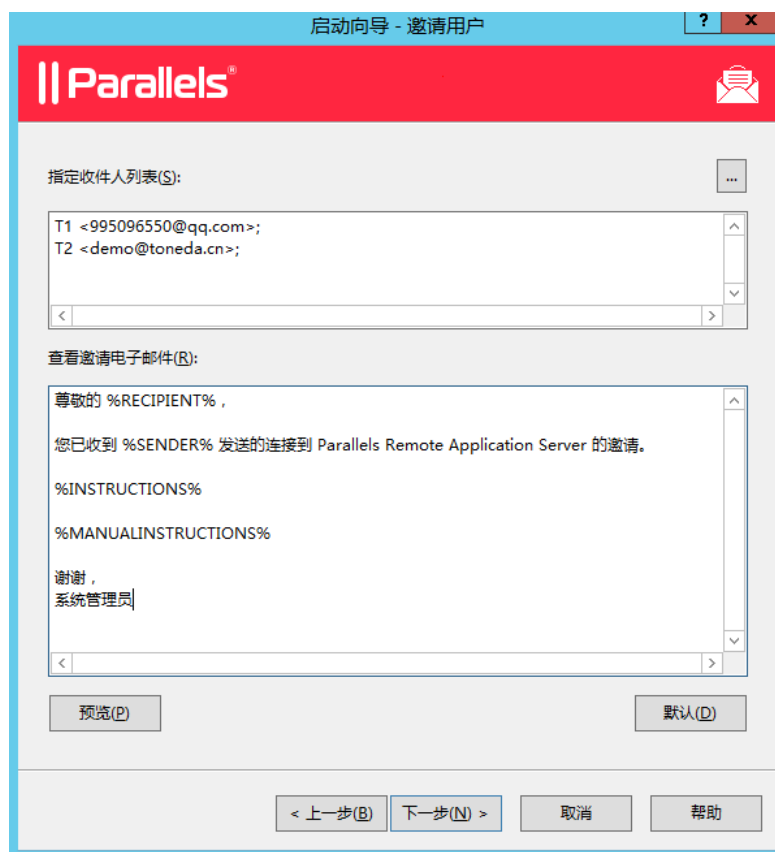 启动向导 - 邀请用户
? x
|| Parallels®
指定收件人列表(S):
...
T1 <995096550@qq.com>;
T2 <demo@toneda.cn>;
查看邀请电子邮件(R):
尊敬的 %RECIPIENT%，
您已收到 %SENDER% 发送的连接到 Parallels Remote Application Server 的邀请。
%INSTRUCTIONS%
%MANUALINSTRUCTIONS%
谢谢，
系统管理员
预览(P)
默认(D)
< 上一步(B) 下一步(N) > 取消 帮助